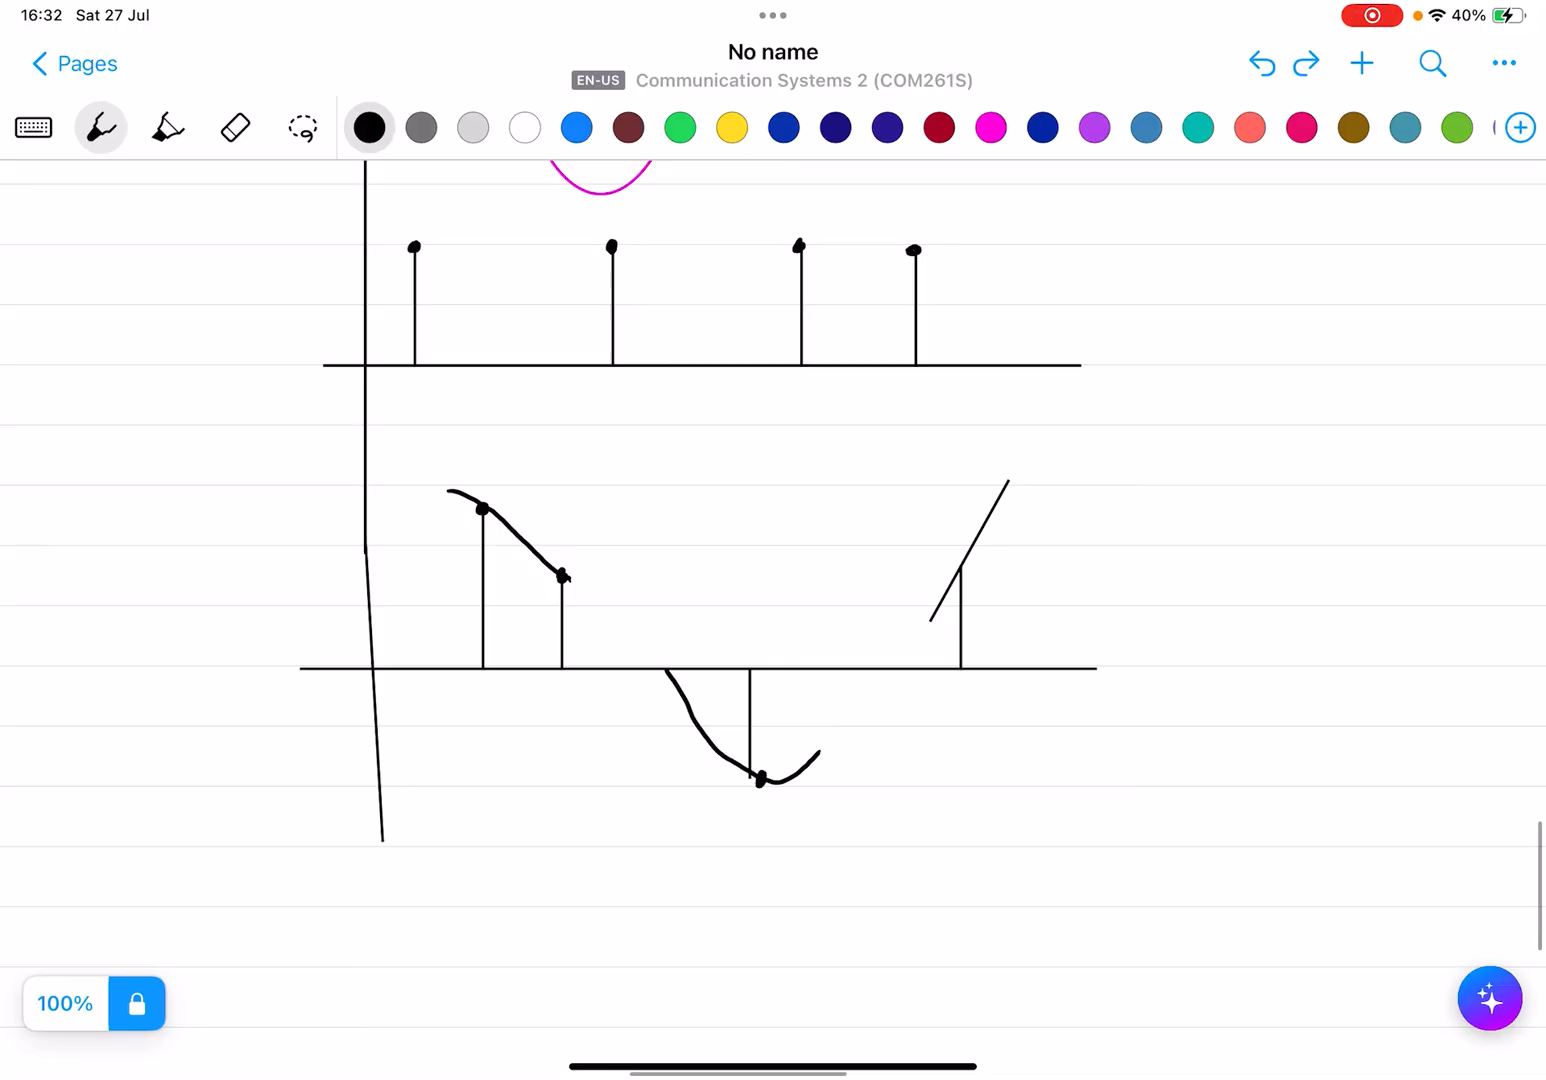 16:32 Sat 27 Jul
40%
Pages
No name
EN-US Communication Systems 2 (COM261S)
100%